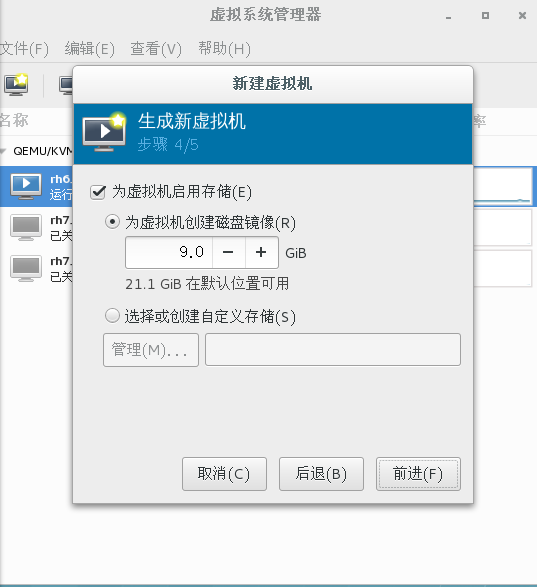 虚拟系统管理器
文件(F) 编辑(E) 查看(V) 帮助(H)
新建虚拟机
名称
率
生成新虚拟机
步骤 4/5
QEMU/KVM
rh6.
运行
rh7.
已关
rh7.
已关
为虚拟机启用存储(E)
为虚拟机创建磁盘镜像(R)
9.0 − + GiB
21.1 GiB 在默认位置可用
选择或创建自定义存储(S)
管理(M)...
取消(C) 后退(B) 前进(F)